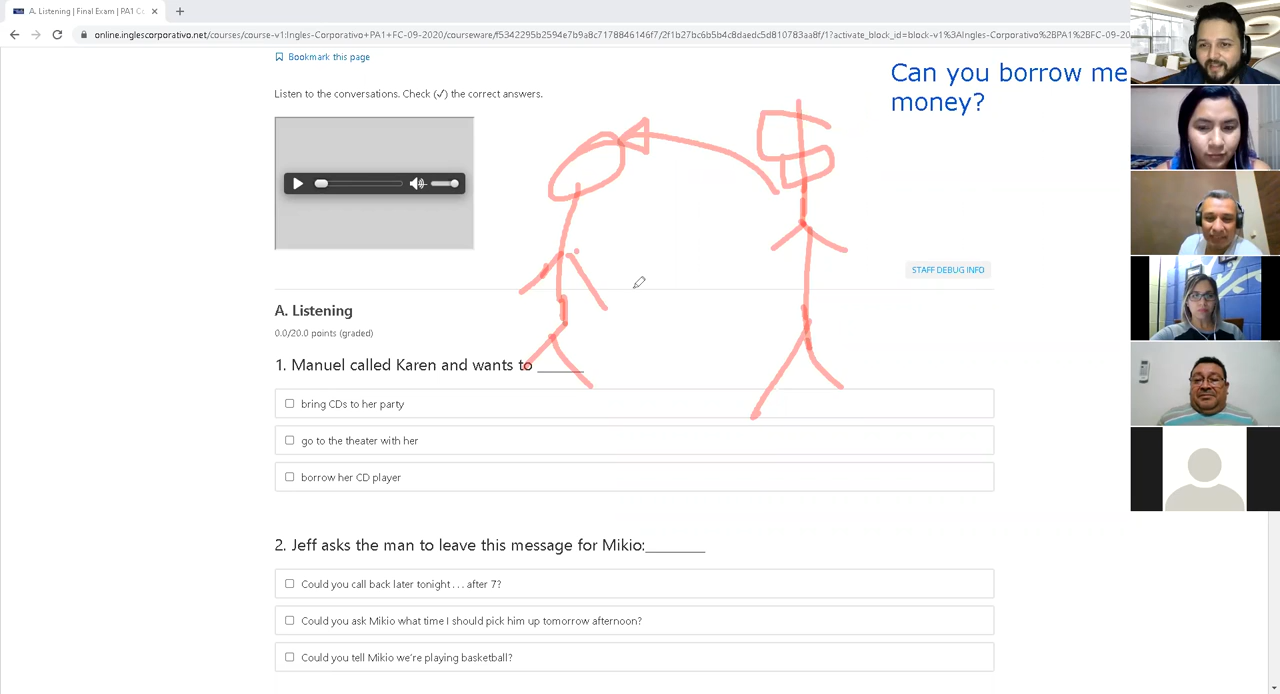 A. Listening | Final Exam | PA1 Co
online.inglescorporativo.net/courses/course-v1:Ingles-Corporativo+PA1+FC-09-2020/courseware/f5342295b2594e7b9a8c7178846146f7/2f1b27bc6b5b4c8daedc5d810783aa8f/1?activate_block_id=block-v1%3AIngles-Corporativo%2BPA1%2BFC-09-20
Bookmark this page
Can you borrow me
money?
Listen to the conversations. Check (✓) the correct answers.
STAFF DEBUG INFO
A. Listening
0.0/20.0 points (graded)
1. Manuel called Karen and wants to ______
bring CDs to her party
go to the theater with her
borrow her CD player
2. Jeff asks the man to leave this message for Mikio:________
Could you call back later tonight . . . after 7?
Could you ask Mikio what time I should pick him up tomorrow afternoon?
Could you tell Mikio we're playing basketball?